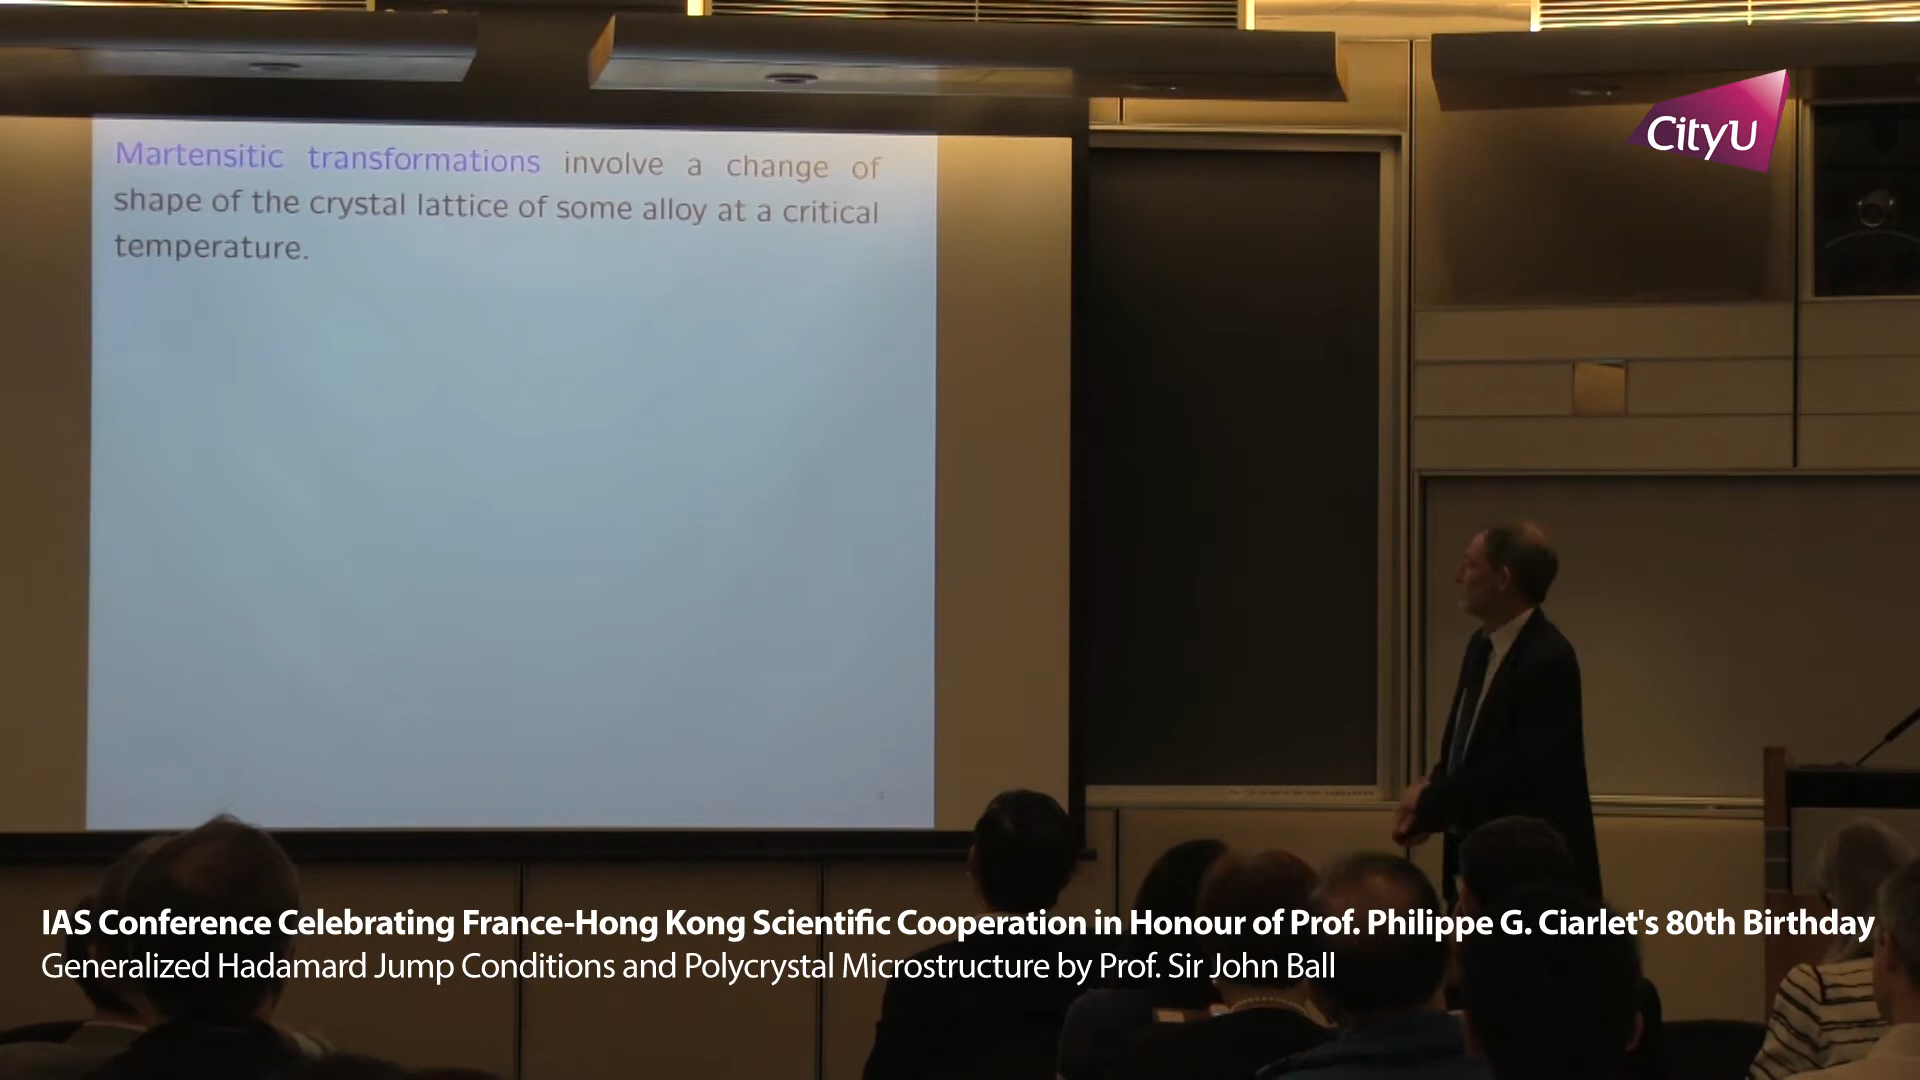 Martensitic transformations involve a change of
shape of the crystal lattice of some alloy at a critical
temperature.
CityU
IAS Conference Celebrating France-Hong Kong Scientific Cooperation in Honour of Prof. Philippe G. Ciarlet's 80th Birthday
Generalized Hadamard Jump Conditions and Polycrystal Microstructure by Prof. Sir John Ball